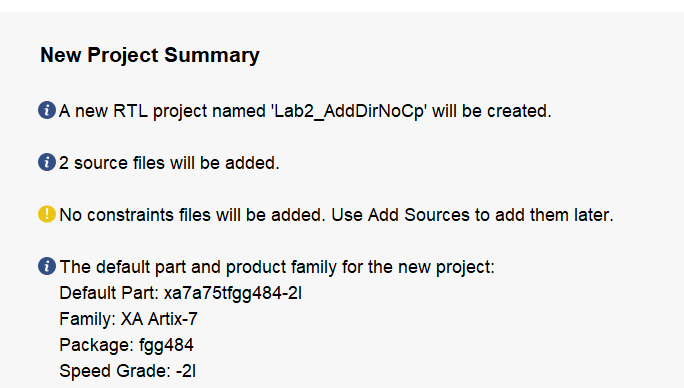 New Project Summary
A new RTL project named 'Lab2_AddDirNoCp' will be created.
2 source files will be added.
No constraints files will be added. Use Add Sources to add them later.
The default part and product family for the new project:
Default Part: xa7a75tfgg484-2I
Family: XA Artix-7
Package: fgg484
Speed Grade: -2I